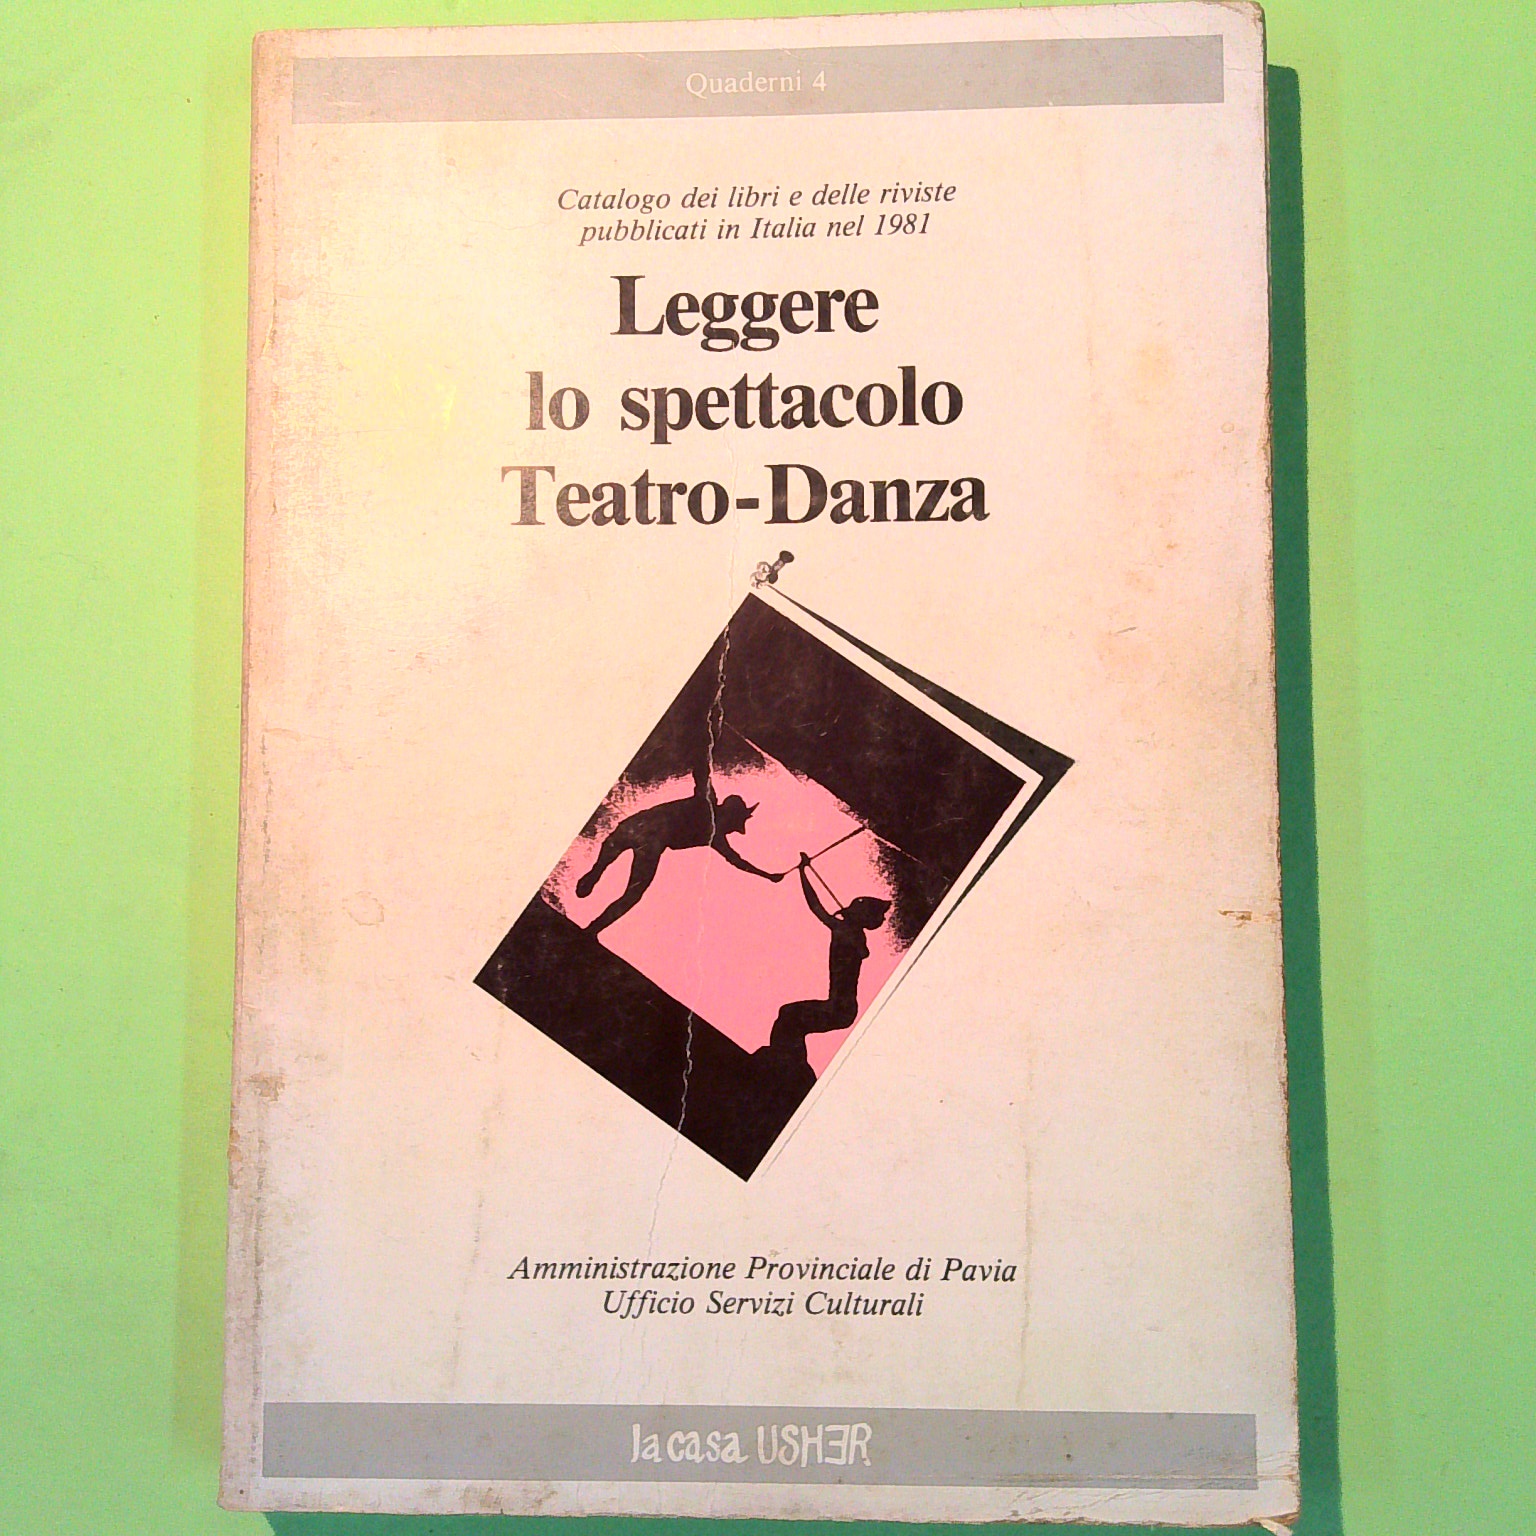 Quaderni 4
Catalogo dei libri e delle riviste
pubblicati in Italia nel 1981
Leggere
lo spettacolo
Teatro-Danza
Amministrazione Provinciale di Pavia
Ufficio Servizi Culturali
la casa USHER